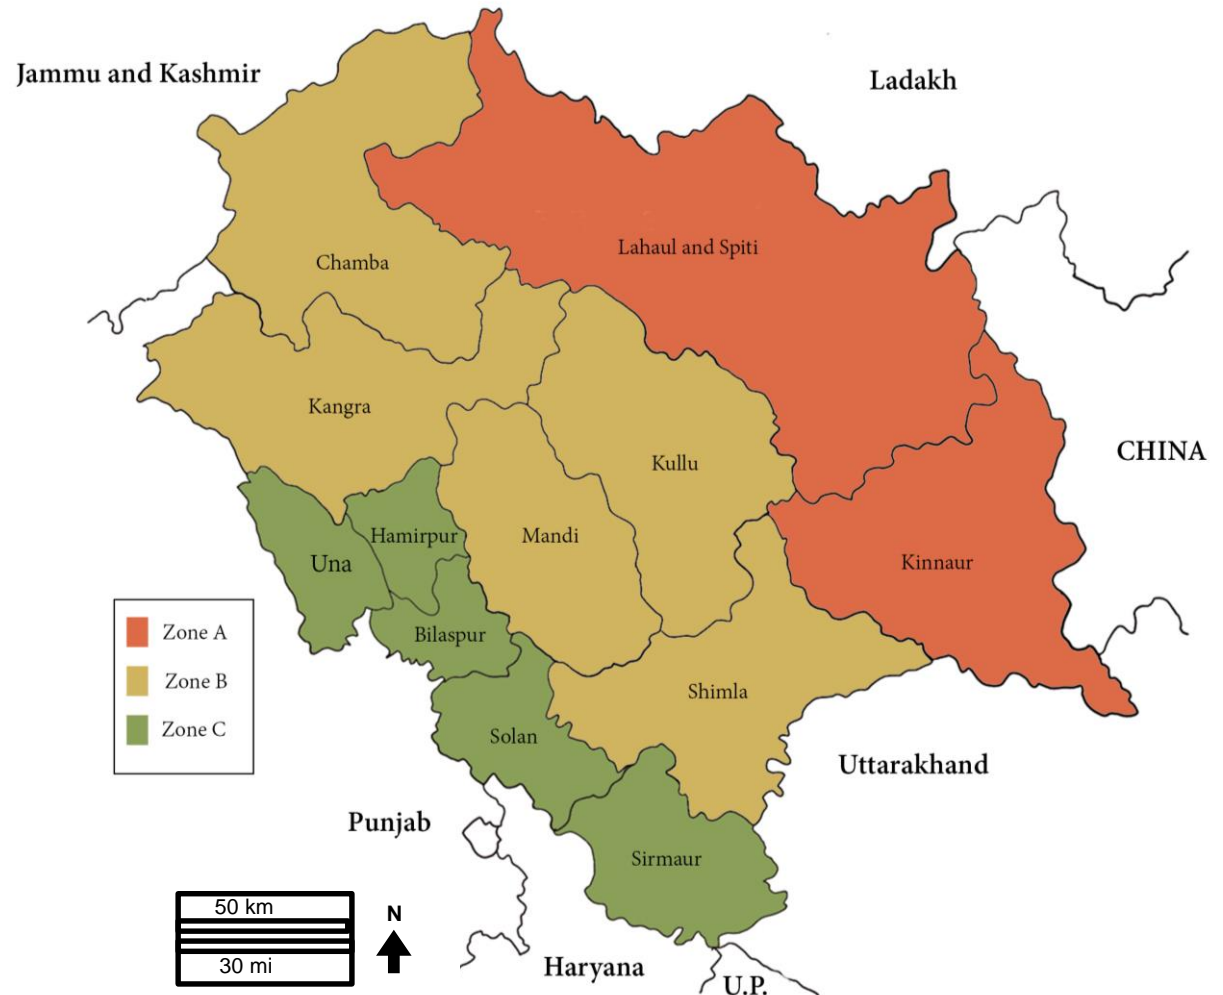 Jammu and Kashmir
Ladakh
Lahaul and Spiti
Chamba
Kangra
CHINA
Kullu
Hamirpur
Mandi
Una
Kinnaur
Zone A
Bilaspur
Zone B
Shimla
Zone C
Solan
Uttarakhand
Punjab
Sirmaur
50 km
N
30 mi
Haryana
U.P.